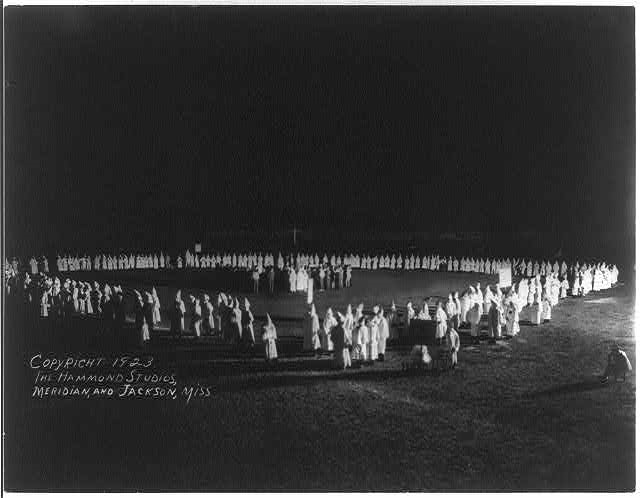 COPYRIGHT 1923
THE HAMMOND STUDIOS,
MERIDIAN, AND JACKSON, MISS